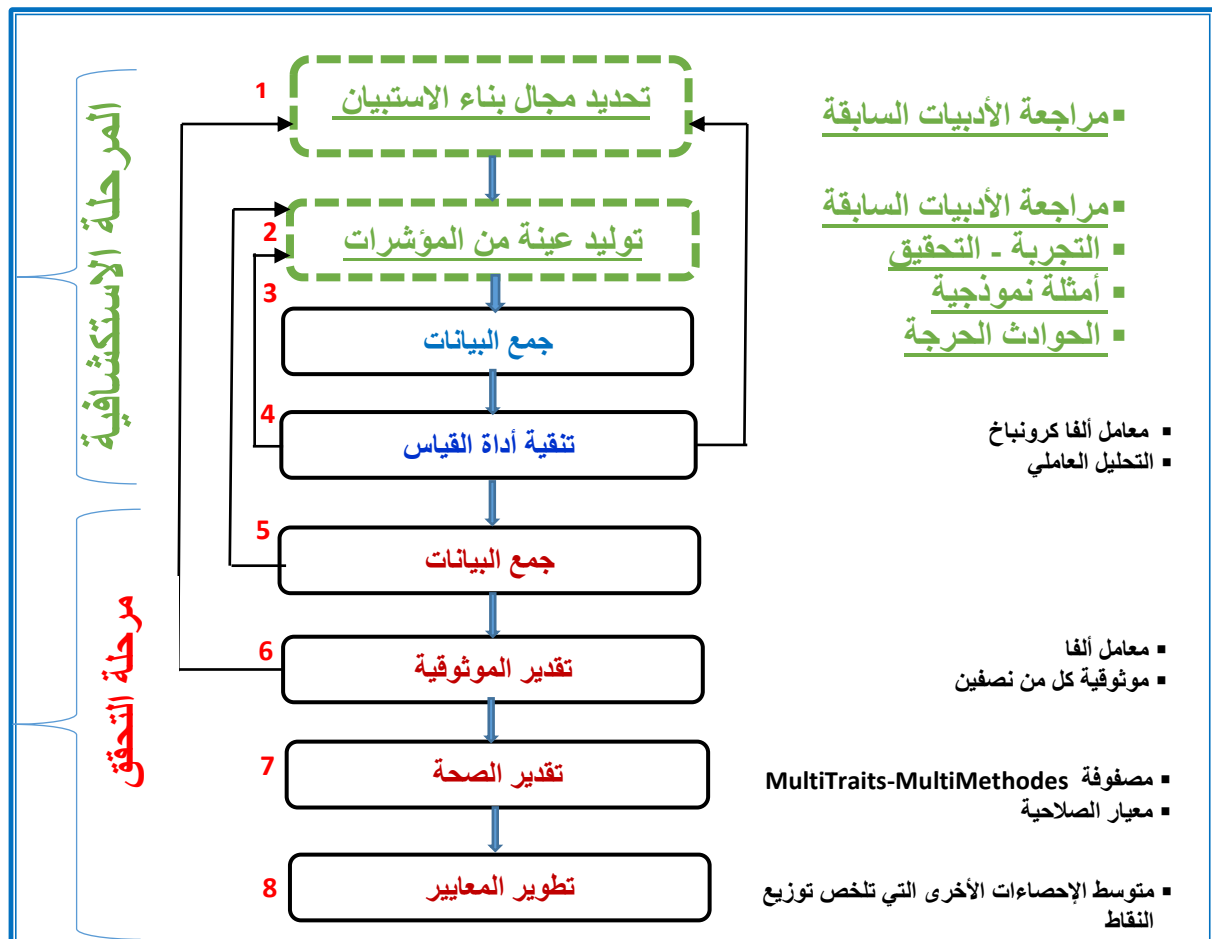 المرحلة الاستكشافية
1
تحديد مجال بناء الاستبيان
▪ مراجعة الأدبيات السابقة
2
توليد عينة من المؤشرات
▪ مراجعة الأدبيات السابقة
▪ التجربة - التحقيق
▪ أمثلة نموذجية
▪ الحوادث الحرجة
3
جمع البيانات
4
تنقية أداة القياس
▪ معامل ألفا كرونباخ
▪ التحليل العاملي
مرحلة التحقق
5
جمع البيانات
6
تقدير الموثوقية
▪ معامل ألفا
▪ موثوقية كل من نصفين
7
تقدير الصحة
▪ مصفوفة MultiTraits-MultiMethodes
▪ معيار الصلاحية
8
تطوير المعايير
▪ متوسط الإحصاءات الأخرى التي تلخص توزيع
النقاط